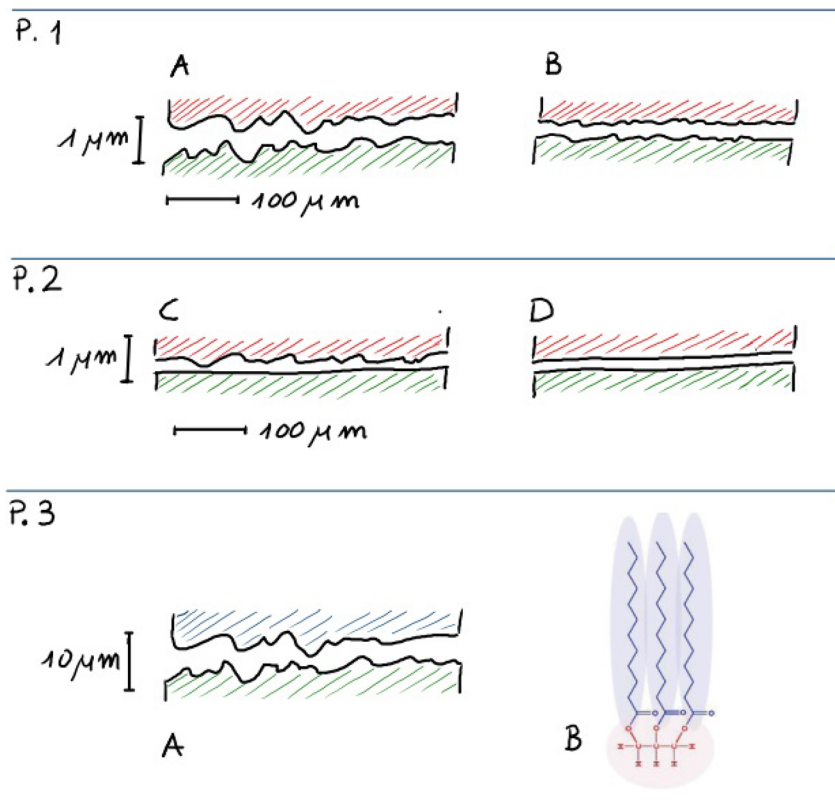 P. 1
A B
1 μm
100 μm
P. 2
C D
1 μm
100 μm
P. 3
10 μm
A B
O O O
O O O
H C C C H
H H H